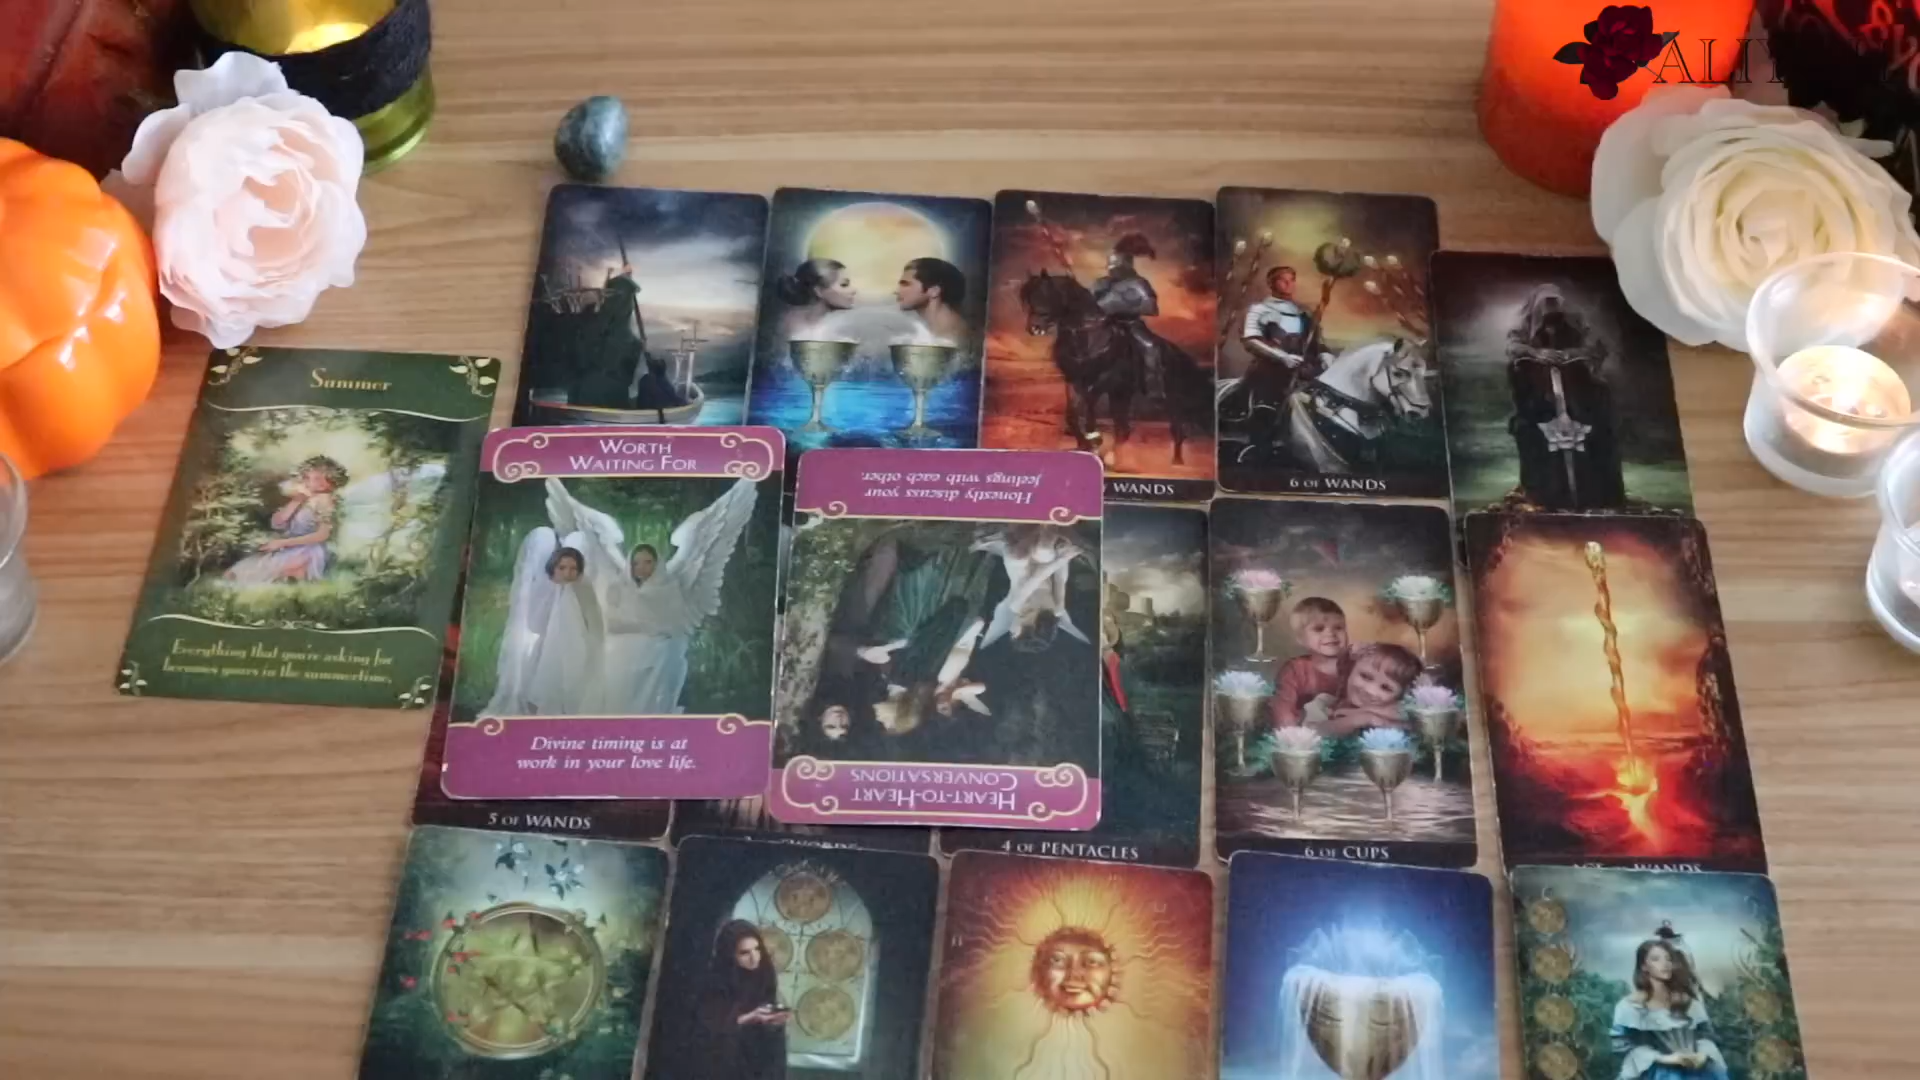 Summer
Everything that you're asking for
becomes yours in the summertime.
WORTH
WAITING FOR
Divine timing is at
work in your love life.
HEART-TO-HEART
CONVERSATIONS
Honestly discuss your
feelings with each other.
WANDS
6 OF WANDS
5 OF WANDS
SWORDS
4 OF PENTACLES
6 OF CUPS
WANDS